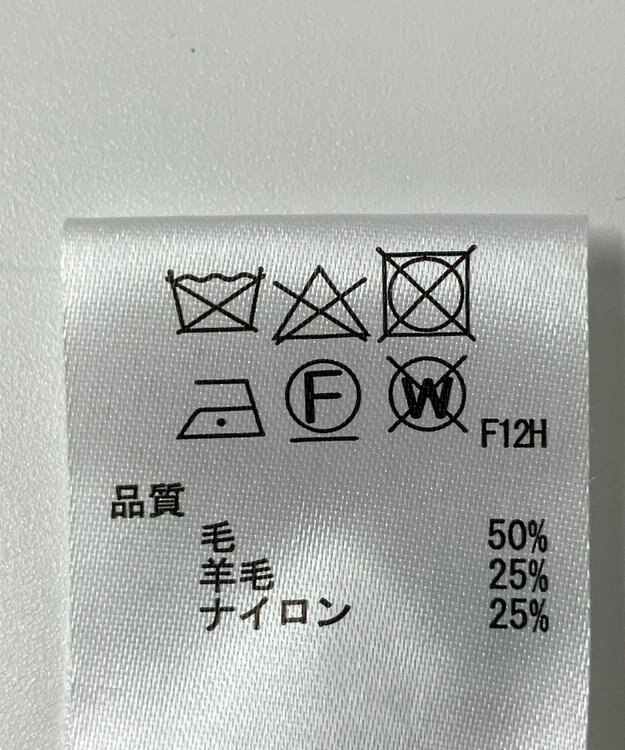 F W F12H
品質
毛 50%
羊毛 25%
ナイロン 25%